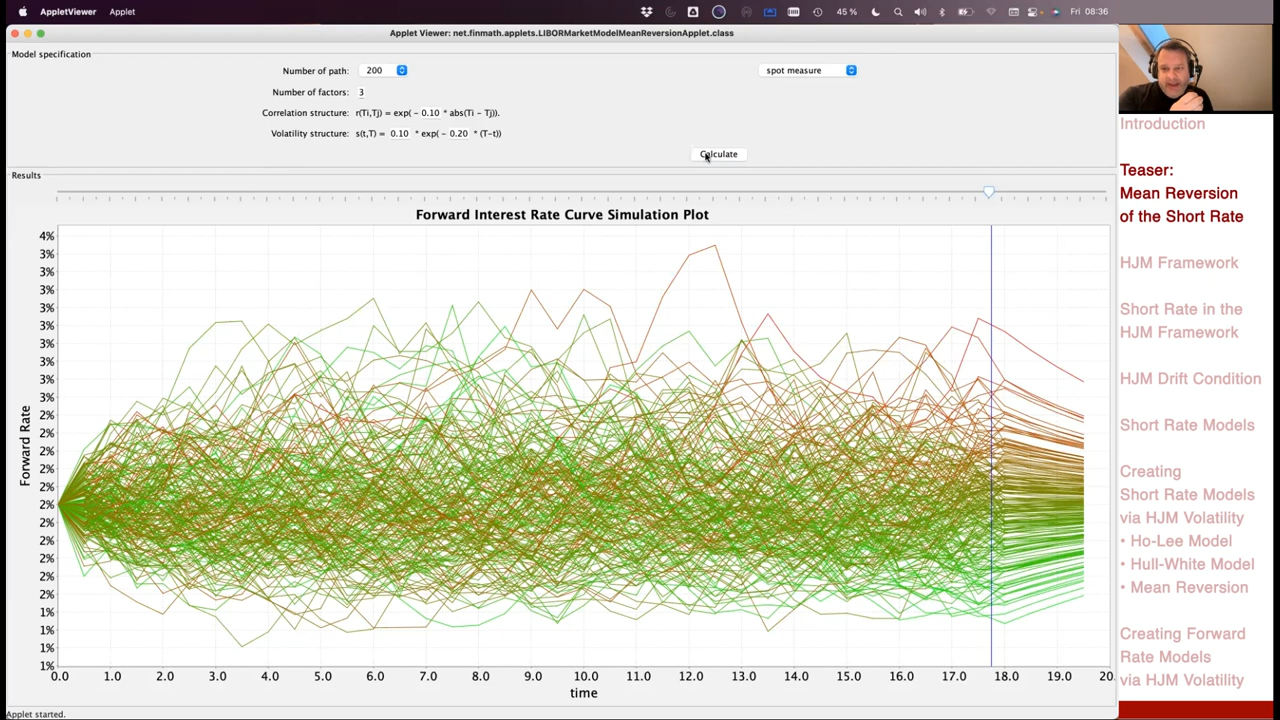 AppletViewer Applet 45 % Fri 08:36
Applet Viewer: net.finmath.applets.LIBORMarketModelMeanReversionApplet.class
Model specification
Number of path: 200 spot measure
Number of factors: 3
Correlation structure: r(Ti,Tj) = exp( - 0.10 * abs(Ti - Tj)).
Volatility structure: s(t,T) = 0.10 * exp( - 0.20 * (T-t))
Calculate
Results
Forward Interest Rate Curve Simulation Plot
Forward Rate
4%
3%
3%
3%
3%
3%
3%
3%
3%
3%
2%
2%
2%
2%
2%
2%
2%
2%
2%
2%
2%
1%
1%
1%
1%
0.0 1.0 2.0 3.0 4.0 5.0 6.0 7.0 8.0 9.0 10.0 11.0 12.0 13.0 14.0 15.0 16.0 17.0 18.0 19.0 20.
time
Applet started.
Introduction
Teaser:
Mean Reversion
of the Short Rate
HJM Framework
Short Rate in the
HJM Framework
HJM Drift Condition
Short Rate Models
Creating
Short Rate Models
via HJM Volatility
• Ho-Lee Model
• Hull-White Model
• Mean Reversion
Creating Forward
Rate Models
via HJM Volatility